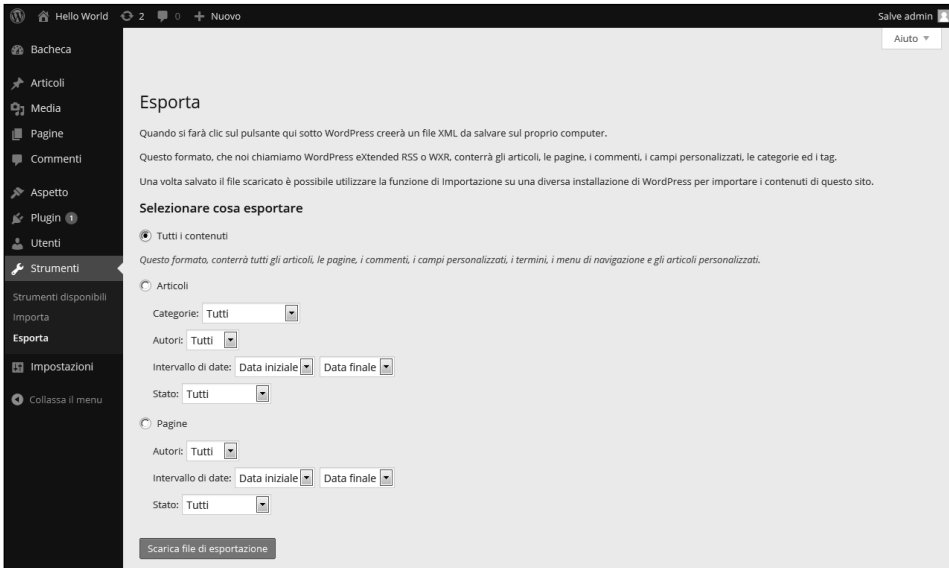 Hello World 2 0 + Nuovo Salve admin
Aiuto
Bacheca
Articoli
Media
Pagine
Commenti
Aspetto
Plugin 1
Utenti
Strumenti
Strumenti disponibili
Importa
Esporta
Impostazioni
Collassa il menu
Esporta
Quando si farà clic sul pulsante qui sotto WordPress creerà un file XML da salvare sul proprio computer.
Questo formato, che noi chiamiamo WordPress eXtended RSS o WXR, conterrà gli articoli, le pagine, i commenti, i campi personalizzati, le categorie ed i tag.
Una volta salvato il file scaricato è possibile utilizzare la funzione di Importazione su una diversa installazione di WordPress per importare i contenuti di questo sito.
Selezionare cosa esportare
Tutti i contenuti
Questo formato, conterrà tutti gli articoli, le pagine, i commenti, i campi personalizzati, i termini, i menu di navigazione e gli articoli personalizzati.
Articoli
Categorie: Tutti
Autori: Tutti
Intervallo di date: Data iniziale Data finale
Stato: Tutti
Pagine
Autori: Tutti
Intervallo di date: Data iniziale Data finale
Stato: Tutti
Scarica file di esportazione